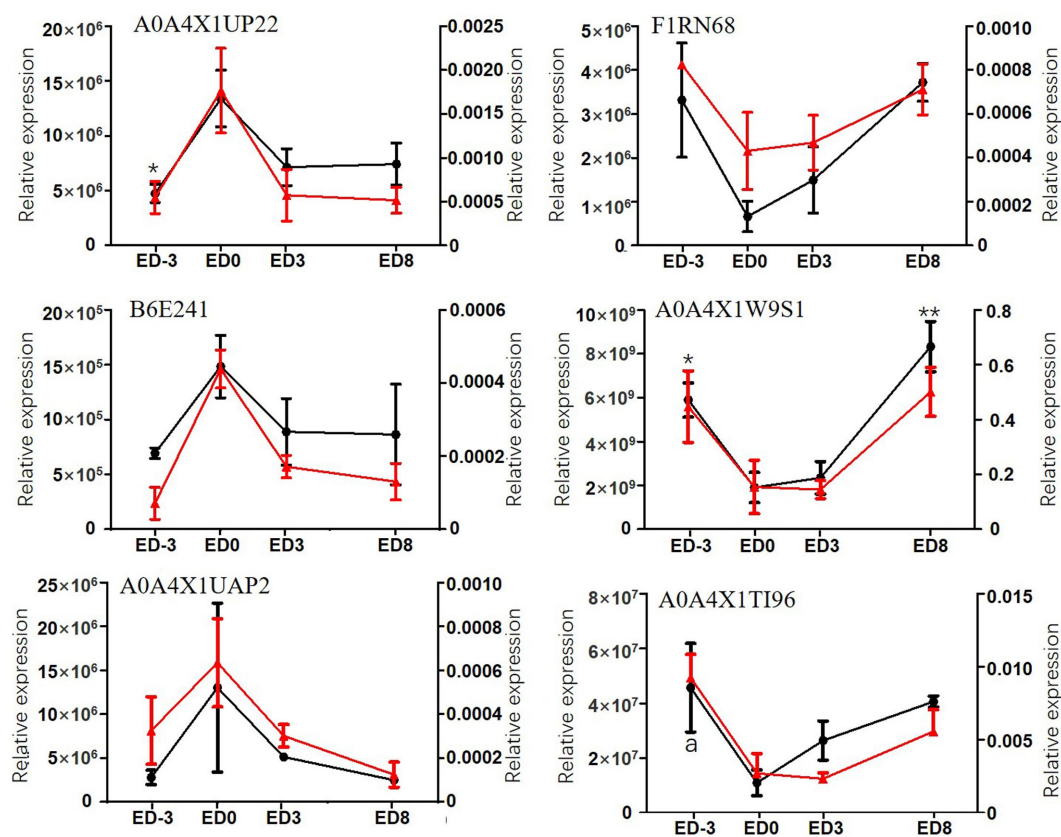 A0A4X1UP22
Relative expression
20×10⁶
15×10⁶
10×10⁶
5×10⁶
0
*
0.0025
0.0020
0.0015
0.0010
0.0005
0
Relative expression
ED-3 ED0 ED3 ED8
F1RN68
Relative expression
5×10⁶
4×10⁶
3×10⁶
2×10⁶
1×10⁶
0
0.0010
0.0008
0.0006
0.0004
0.0002
0
Relative expression
ED-3 ED0 ED3 ED8
B6E241
Relative expression
20×10⁵
15×10⁵
10×10⁵
5×10⁵
0
0.0006
0.0004
0.0002
0
Relative expression
ED-3 ED0 ED3 ED8
A0A4X1W9S1
Relative expression
10×10⁹
8×10⁹
6×10⁹
4×10⁹
2×10⁹
0
*
**
0.8
0.6
0.4
0.2
0
Relative expression
ED-3 ED0 ED3 ED8
A0A4X1UAP2
Relative expression
25×10⁶
20×10⁶
15×10⁶
10×10⁶
5×10⁶
0
0.0010
0.0008
0.0006
0.0004
0.0002
0.0000
Relative expression
ED-3 ED0 ED3 ED8
A0A4X1TI96
Relative expression
8×10⁷
6×10⁷
4×10⁷
2×10⁷
0
a
0.015
0.010
0.005
0.000
Relative expression
ED-3 ED0 ED3 ED8